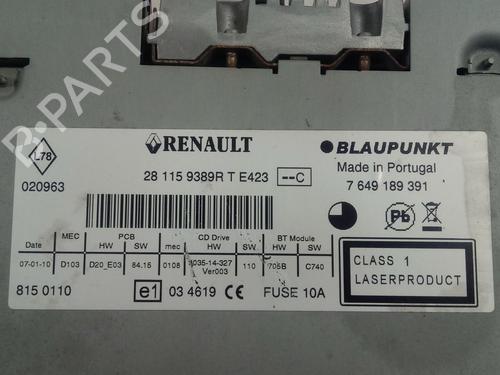 B-PARTS
L78
RENAULT
BLAUPUNKT
Made in Portugal
020963
28 115 9389R T E423
--C
7 649 189 391
Pb
MEC PCB CD Drive BT Module
Date HW SW mec HW SW HW SW
07-01-10 D103 D20_E03 84.15 0108 8035-14-327 Ver003 110 705B C740
CLASS 1
LASERPRODUCT
815 0110
e1
03 4619 CE FUSE 10A